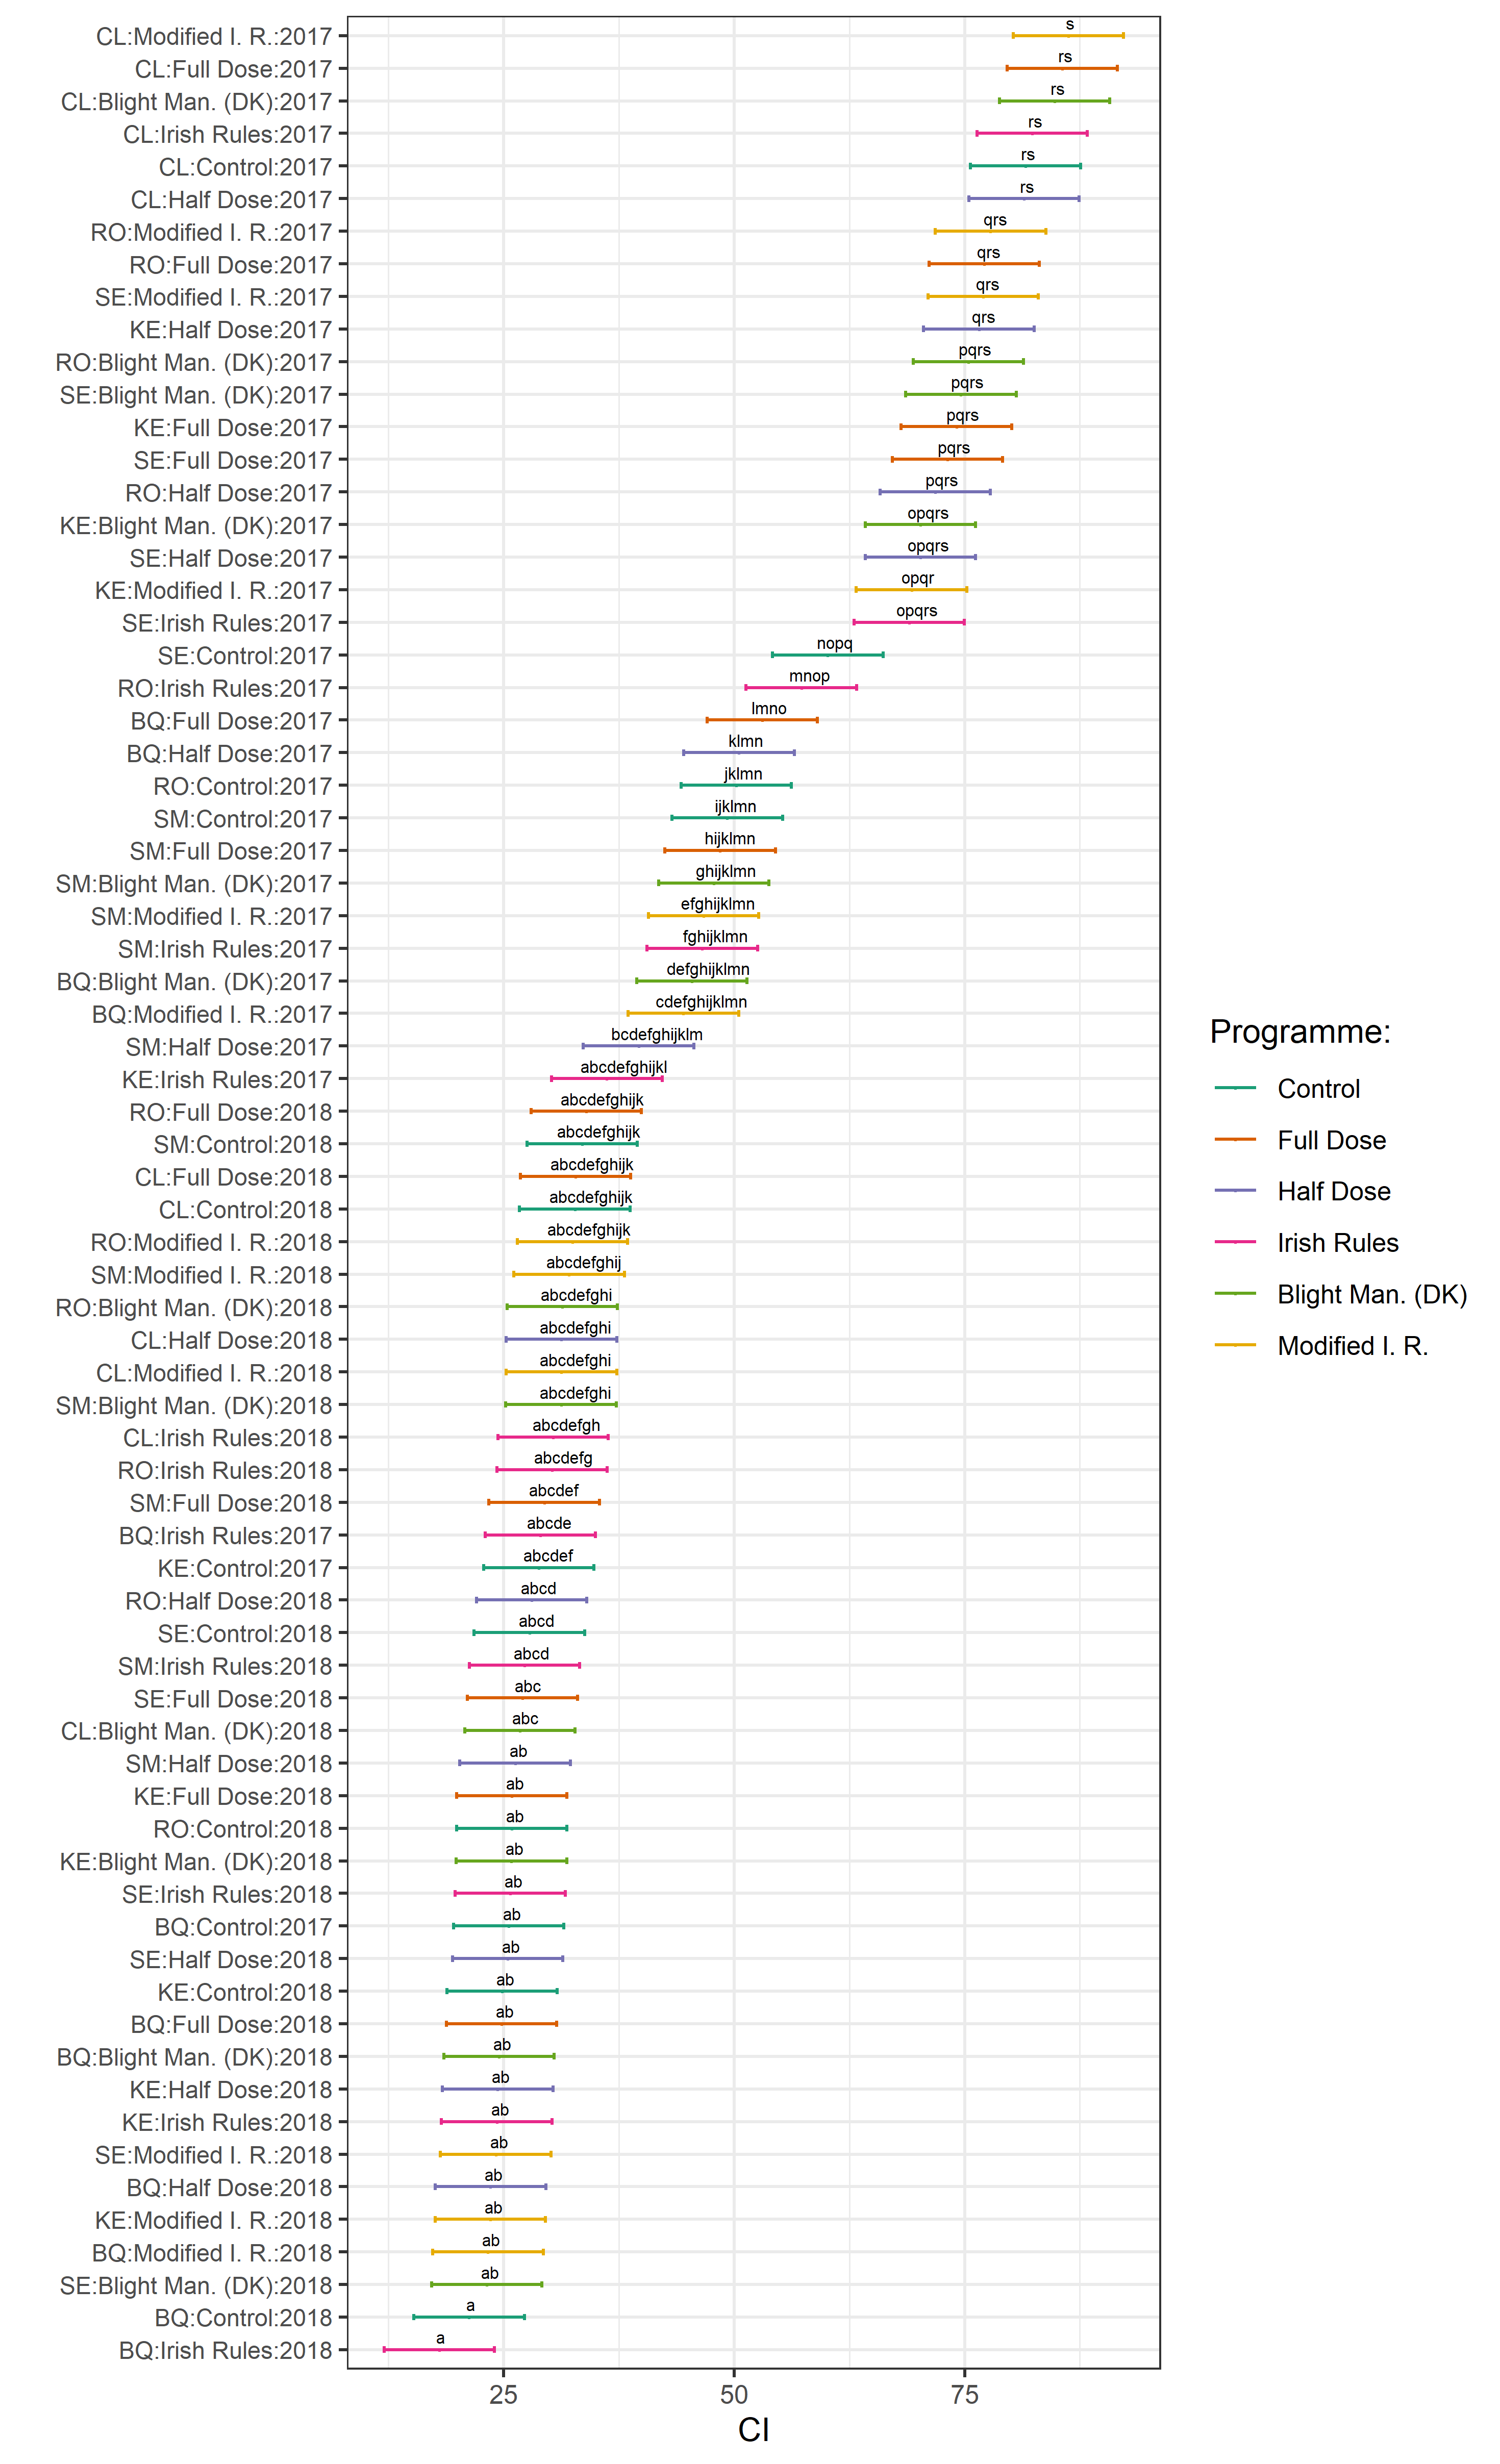 CL:Modified I. R.:2017 s
CL:Full Dose:2017 rs
CL:Blight Man. (DK):2017 rs
CL:Irish Rules:2017 rs
CL:Control:2017 rs
CL:Half Dose:2017 rs
RO:Modified I. R.:2017 qrs
RO:Full Dose:2017 qrs
SE:Modified I. R.:2017 qrs
KE:Half Dose:2017 qrs
RO:Blight Man. (DK):2017 pqrs
SE:Blight Man. (DK):2017 pqrs
KE:Full Dose:2017 pqrs
SE:Full Dose:2017 pqrs
RO:Half Dose:2017 pqrs
KE:Blight Man. (DK):2017 opqrs
SE:Half Dose:2017 opqrs
KE:Modified I. R.:2017 opqr
SE:Irish Rules:2017 opqrs
SE:Control:2017 nopq
RO:Irish Rules:2017 mnop
BQ:Full Dose:2017 lmno
BQ:Half Dose:2017 klmn
RO:Control:2017 jklmn
SM:Control:2017 ijklmn
SM:Full Dose:2017 hijklmn
SM:Blight Man. (DK):2017 ghijklmn
SM:Modified I. R.:2017 efghijklmn
SM:Irish Rules:2017 fghijklmn
BQ:Blight Man. (DK):2017 defghijklmn
BQ:Modified I. R.:2017 cdefghijklmn
SM:Half Dose:2017 bcdefghijklm
KE:Irish Rules:2017 abcdefghijkl
RO:Full Dose:2018 abcdefghijk
SM:Control:2018 abcdefghijk
CL:Full Dose:2018 abcdefghijk
CL:Control:2018 abcdefghijk
RO:Modified I. R.:2018 abcdefghijk
SM:Modified I. R.:2018 abcdefghij
RO:Blight Man. (DK):2018 abcdefghi
CL:Half Dose:2018 abcdefghi
CL:Modified I. R.:2018 abcdefghi
SM:Blight Man. (DK):2018 abcdefghi
CL:Irish Rules:2018 abcdefgh
RO:Irish Rules:2018 abcdefg
SM:Full Dose:2018 abcdef
BQ:Irish Rules:2017 abcde
KE:Control:2017 abcdef
RO:Half Dose:2018 abcd
SE:Control:2018 abcd
SM:Irish Rules:2018 abcd
SE:Full Dose:2018 abc
CL:Blight Man. (DK):2018 abc
SM:Half Dose:2018 ab
KE:Full Dose:2018 ab
RO:Control:2018 ab
KE:Blight Man. (DK):2018 ab
SE:Irish Rules:2018 ab
BQ:Control:2017 ab
SE:Half Dose:2018 ab
KE:Control:2018 ab
BQ:Full Dose:2018 ab
BQ:Blight Man. (DK):2018 ab
KE:Half Dose:2018 ab
KE:Irish Rules:2018 ab
SE:Modified I. R.:2018 ab
BQ:Half Dose:2018 ab
KE:Modified I. R.:2018 ab
BQ:Modified I. R.:2018 ab
SE:Blight Man. (DK):2018 ab
BQ:Control:2018 a
BQ:Irish Rules:2018 a
25 50 75
CI
Programme:
Control
Full Dose
Half Dose
Irish Rules
Blight Man. (DK)
Modified I. R.